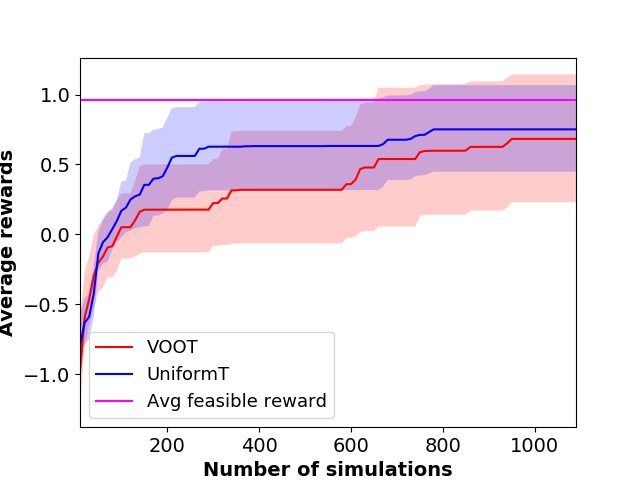 1.0
0.5
0.0
−0.5
−1.0
Average rewards
VOOT
UniformT
Avg feasible reward
200 400 600 800 1000
Number of simulations